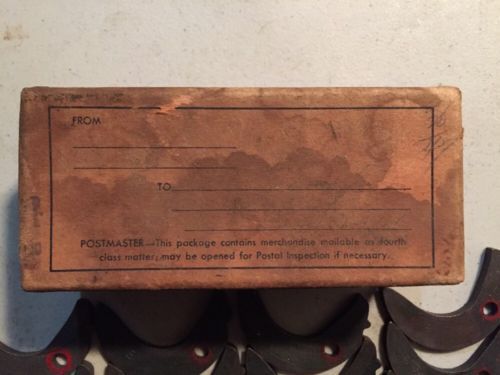 FROM
TO
POSTMASTER—This package contains merchandise mailable as fourth
class matter; may be opened for Postal Inspection if necessary.